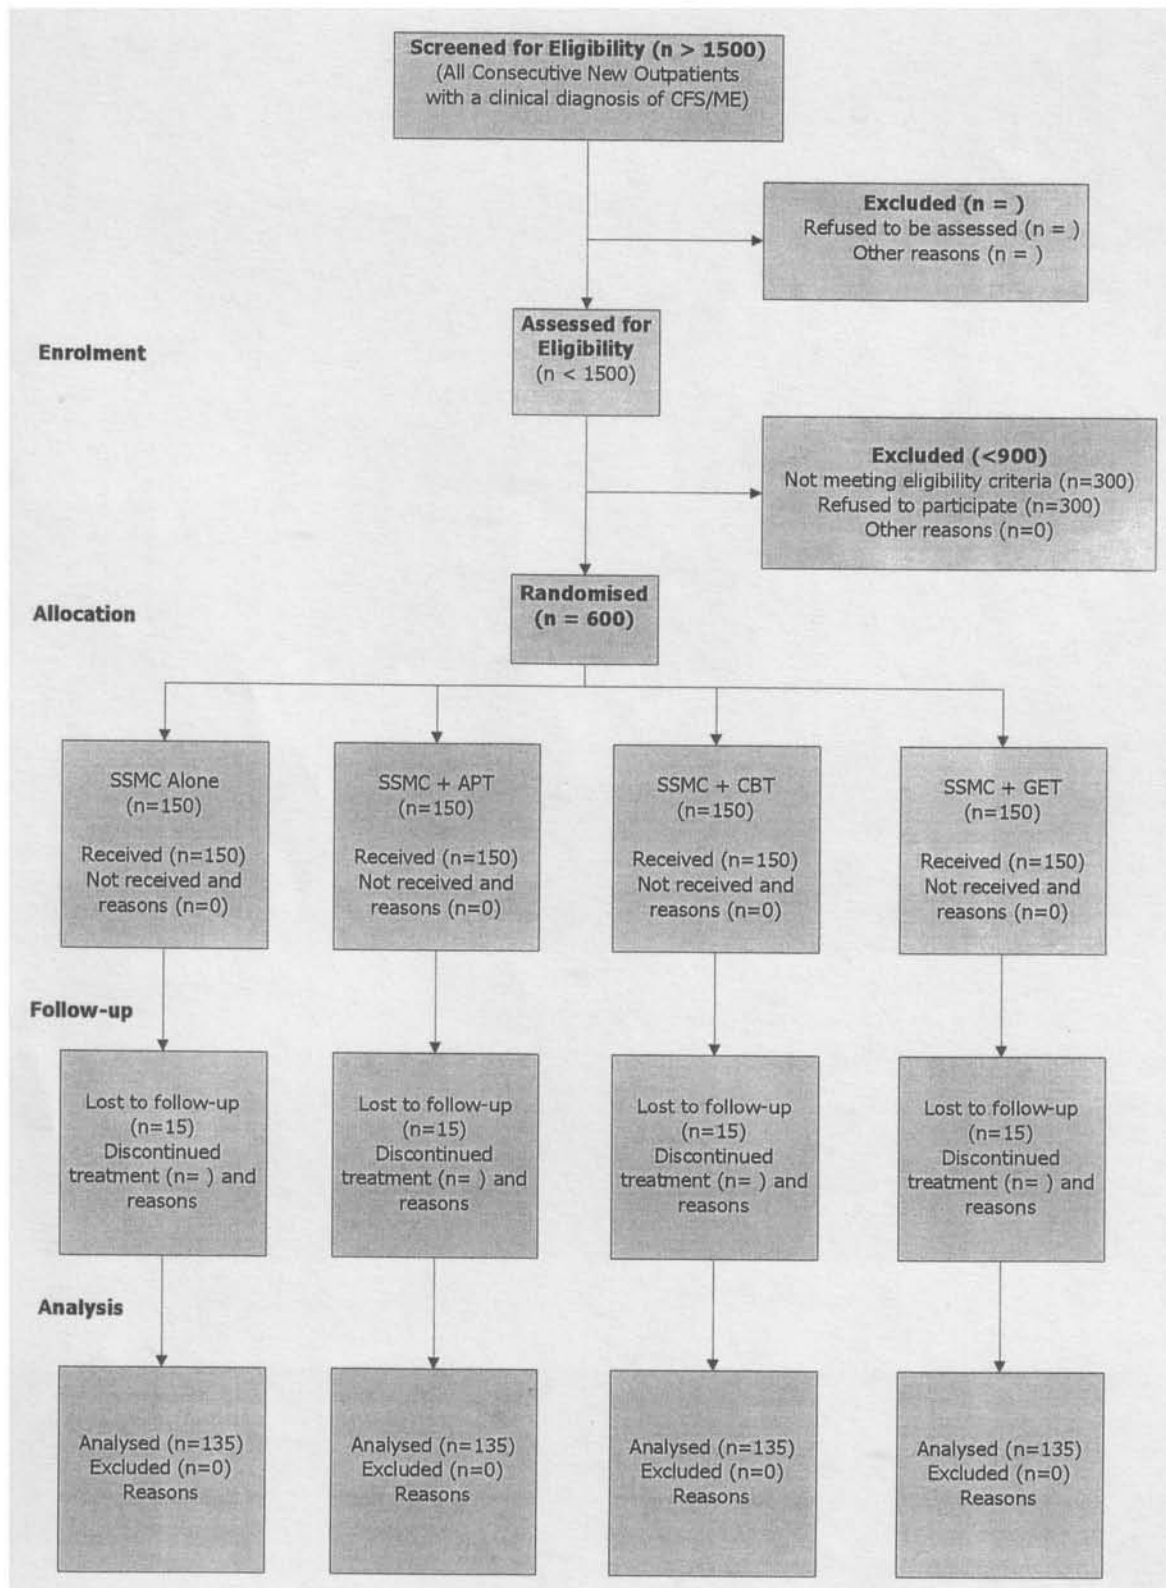 Screened for Eligibility (n > 1500)
(All Consecutive New Outpatients
with a clinical diagnosis of CFS/ME)
Excluded (n = )
Refused to be assessed (n = )
Other reasons (n = )
Enrolment
Assessed for
Eligibility
(n < 1500)
Excluded (<900)
Not meeting eligibility criteria (n=300)
Refused to participate (n=300)
Other reasons (n=0)
Allocation
Randomised
(n = 600)
SSMC Alone
(n=150)
Received (n=150)
Not received and
reasons (n=0)
SSMC + APT
(n=150)
Received (n=150)
Not received and
reasons (n=0)
SSMC + CBT
(n=150)
Received (n=150)
Not received and
reasons (n=0)
SSMC + GET
(n=150)
Received (n=150)
Not received and
reasons (n=0)
Follow-up
Lost to follow-up
(n=15)
Discontinued
treatment (n= ) and
reasons
Lost to follow-up
(n=15)
Discontinued
treatment (n= ) and
reasons
Lost to follow-up
(n=15)
Discontinued
treatment (n= ) and
reasons
Lost to follow-up
(n=15)
Discontinued
treatment (n= ) and
reasons
Analysis
Analysed (n=135)
Excluded (n=0)
Reasons
Analysed (n=135)
Excluded (n=0)
Reasons
Analysed (n=135)
Excluded (n=0)
Reasons
Analysed (n=135)
Excluded (n=0)
Reasons